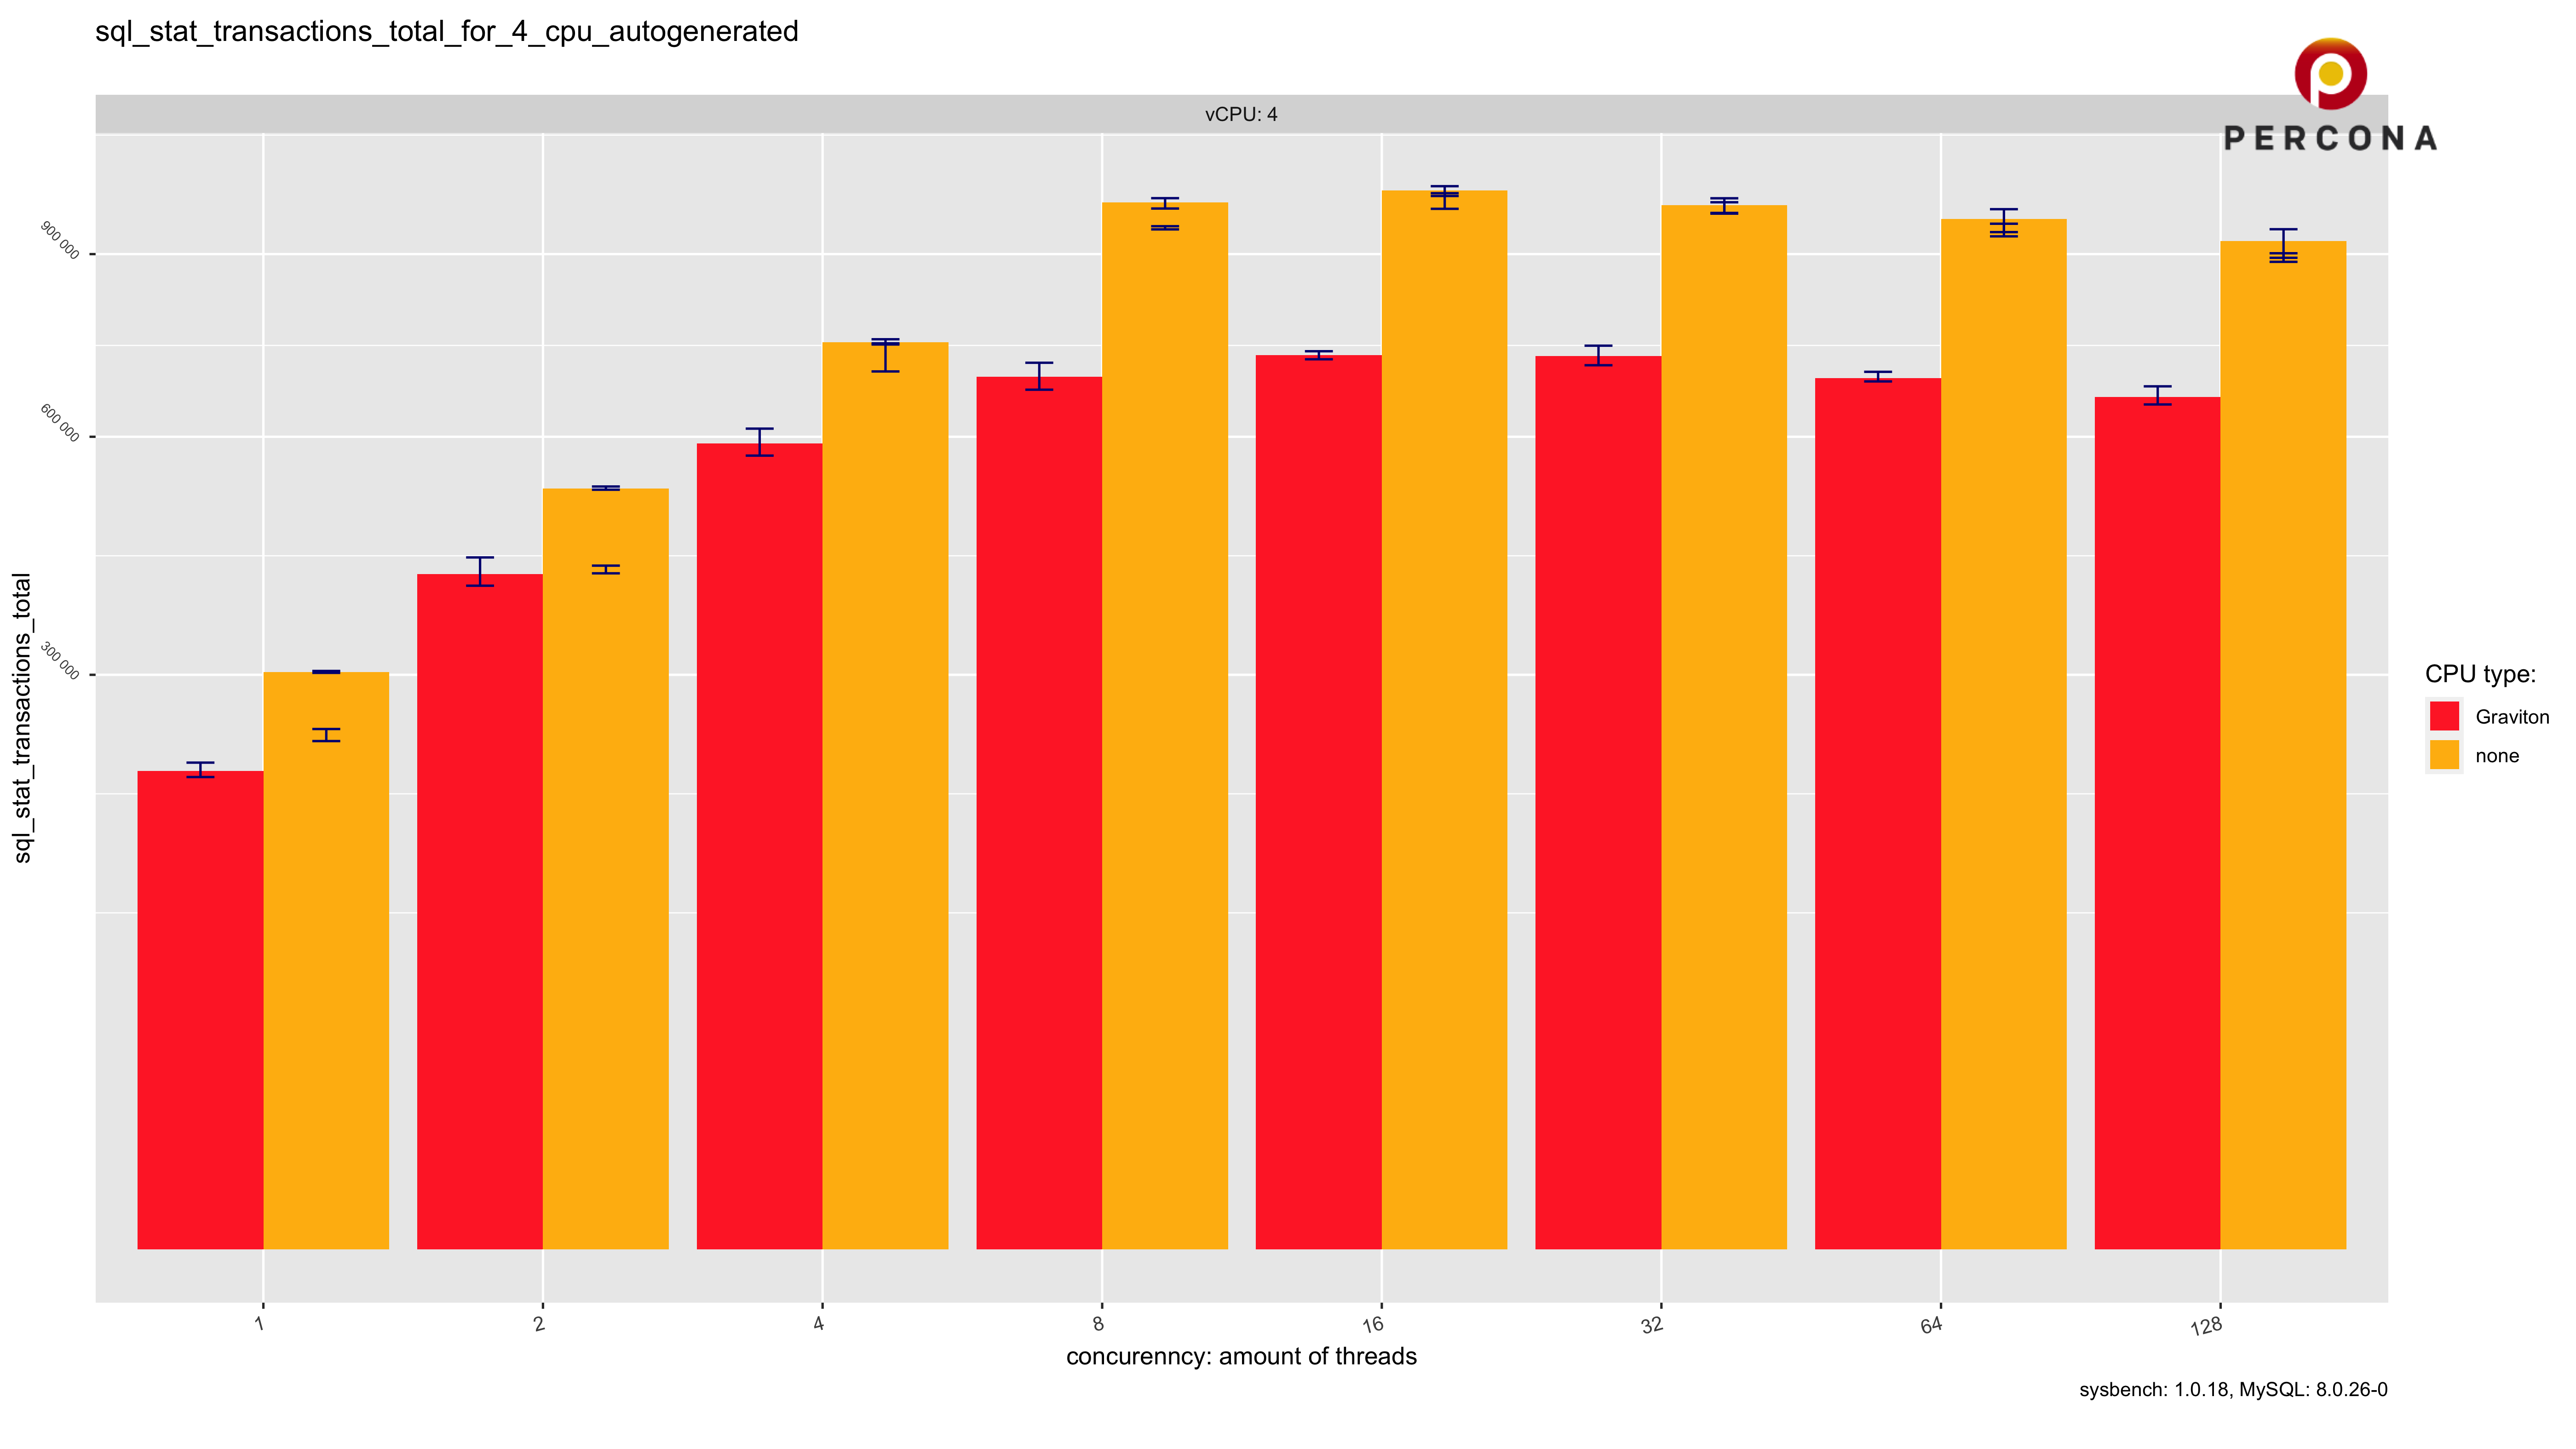 sql_stat_transactions_total_for_4_cpu_autogenerated
PERCONA
vCPU: 4
sql_stat_transactions_total
900 000
600 000
300 000
1
2
4
8
16
32
64
128
concurenncy: amount of threads
CPU type:
Graviton
none
sysbench: 1.0.18, MySQL: 8.0.26-0